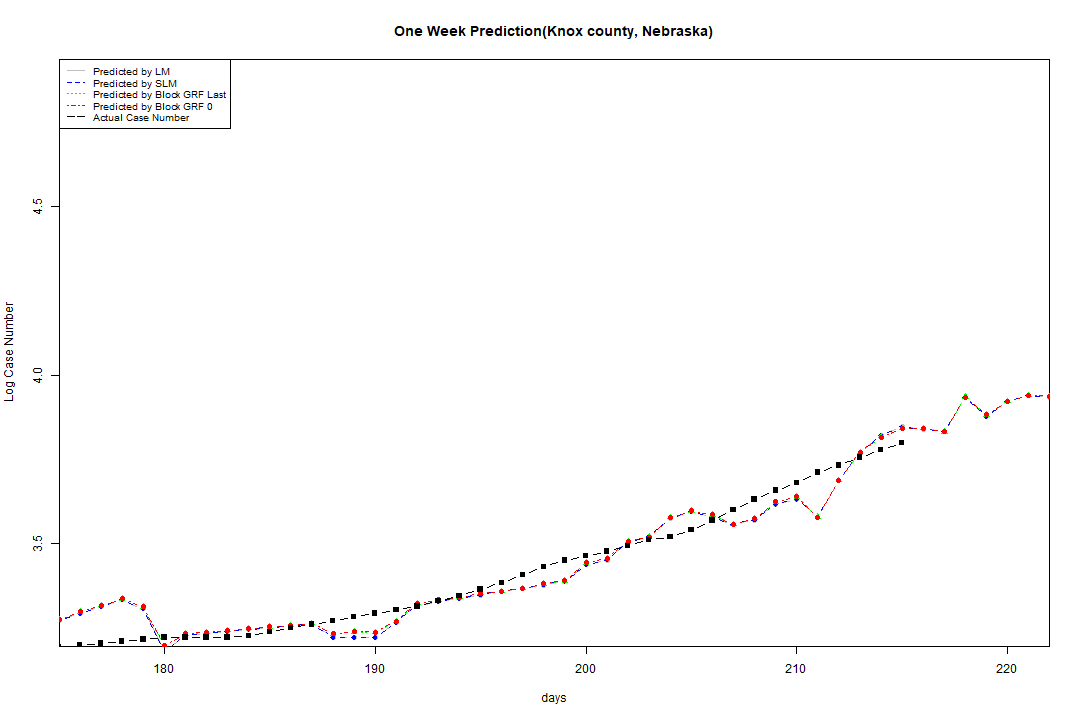 One Week Prediction(Knox county, Nebraska)
Predicted by LM
Predicted by SLM
Predicted by Block GRF Last
Predicted by Block GRF 0
Actual Case Number
Log Case Number
4.5
4.0
3.5
180 190 200 210 220
days